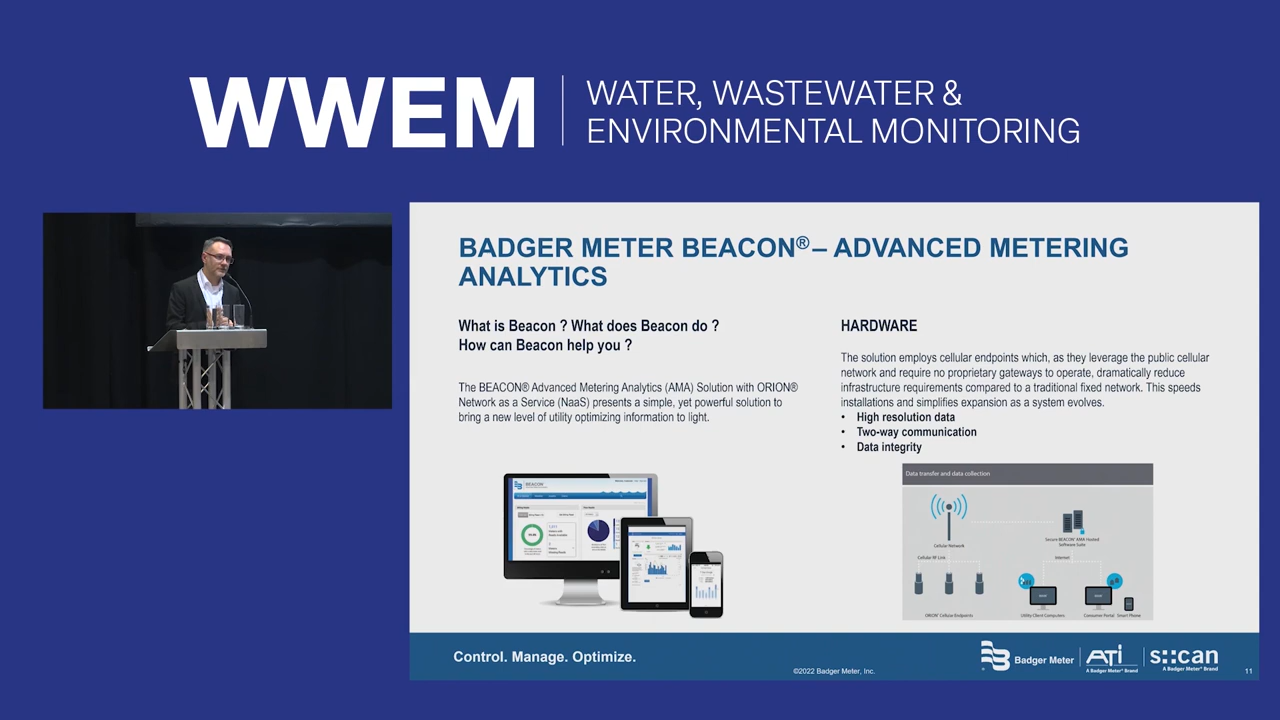 WWEM
WATER, WASTEWATER &
ENVIRONMENTAL MONITORING
BADGER METER BEACON® – ADVANCED METERING
ANALYTICS
What is Beacon ? What does Beacon do ?
How can Beacon help you ?
The BEACON® Advanced Metering Analytics (AMA) Solution with ORION®
Network as a Service (NaaS) presents a simple, yet powerful solution to
bring a new level of utility optimizing information to light.
BEACON
HARDWARE
The solution employs cellular endpoints which, as they leverage the public cellular
network and require no proprietary gateways to operate, dramatically reduce
infrastructure requirements compared to a traditional fixed network. This speeds
installations and simplifies expansion as a system evolves.
• High resolution data
• Two-way communication
• Data integrity
Data transfer and data collection
Cellular Network
Secure BEACON® AMA Hosted
Software Suite
Cellular RF Link
Internet
ORION® Cellular Endpoints
Utility Client Computers
Consumer Portal
Smart Phone
Control. Manage. Optimize.
©2022 Badger Meter, Inc.
Badger Meter
ATi
A Badger Meter® Brand
s::can
A Badger Meter® Brand
11